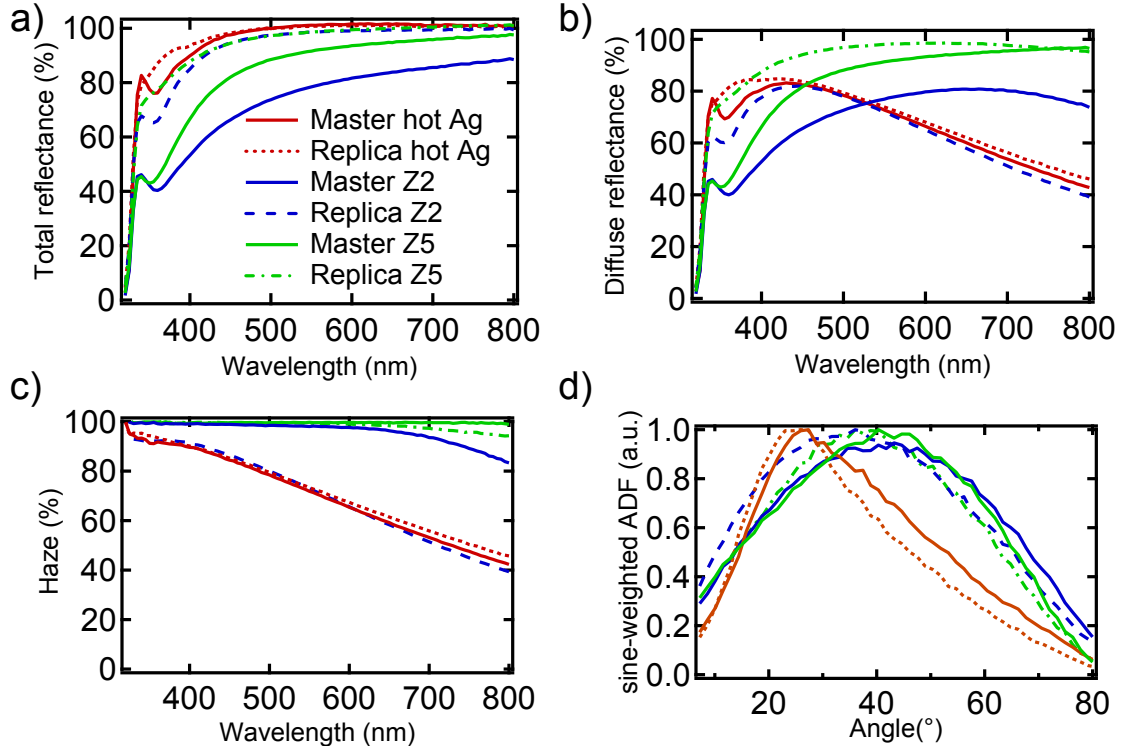 a)
Total reflectance (%)
100
80
60
40
20
0
Master hot Ag
Replica hot Ag
Master Z2
Replica Z2
Master Z5
Replica Z5
400 500 600 700 800
Wavelength (nm)
b)
Diffuse reflectance (%)
100
80
60
40
20
0
400 500 600 700 800
Wavelength (nm)
c)
Haze (%)
100
80
60
40
20
0
400 500 600 700 800
Wavelength (nm)
d)
sine-weighted ADF (a.u.)
1.0
0.8
0.6
0.4
0.2
0.0
20 40 60 80
Angle(°)